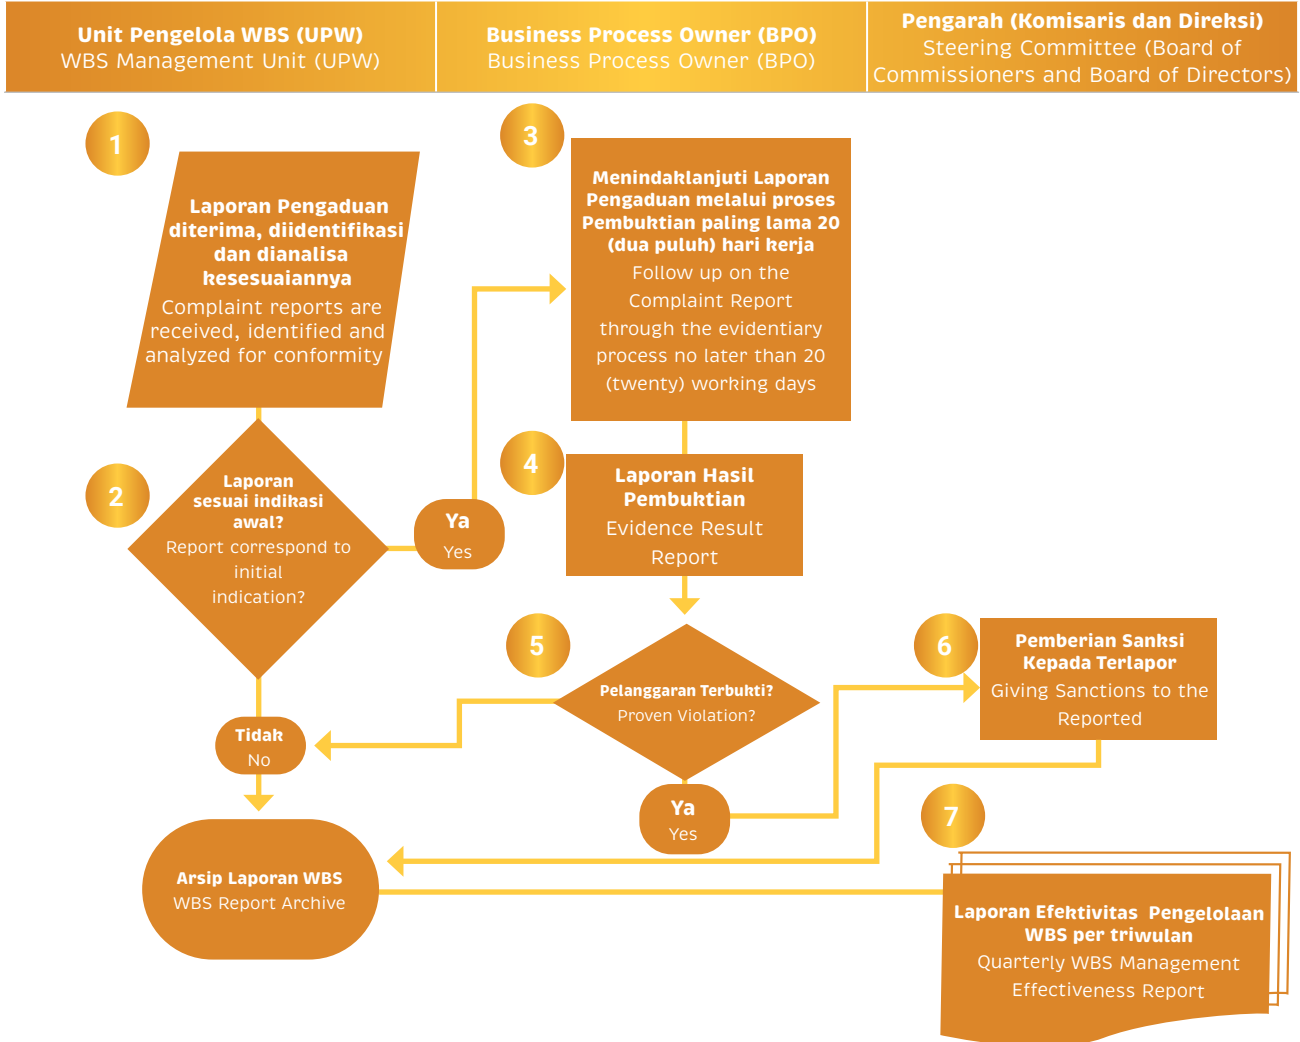 Unit Pengelola WBS (UPW)
WBS Management Unit (UPW)
Business Process Owner (BPO)
Business Process Owner (BPO)
Pengarah (Komisaris dan Direksi)
Steering Committee (Board of
Commissioners and Board of Directors)
1
Laporan Pengaduan
diterima, diidentifikasi
dan dianalisa
kesesuaiannya
Complaint reports are
received, identified and
analyzed for conformity
2
Laporan
sesuai indikasi
awal?
Report correspond to
initial
indication?
Ya
Yes
Tidak
No
3
Menindaklanjuti Laporan
Pengaduan melalui proses
Pembuktian paling lama 20
(dua puluh) hari kerja
Follow up on the
Complaint Report
through the evidentiary
process no later than 20
(twenty) working days
4
Laporan Hasil
Pembuktian
Evidence Result
Report
5
Pelanggaran Terbukti?
Proven Violation?
Ya
Yes
6
Pemberian Sanksi
Kepada Terlapor
Giving Sanctions to the
Reported
Arsip Laporan WBS
WBS Report Archive
7
Laporan Efektivitas  Pengelolaan
WBS per triwulan
Quarterly WBS Management
Effectiveness Report